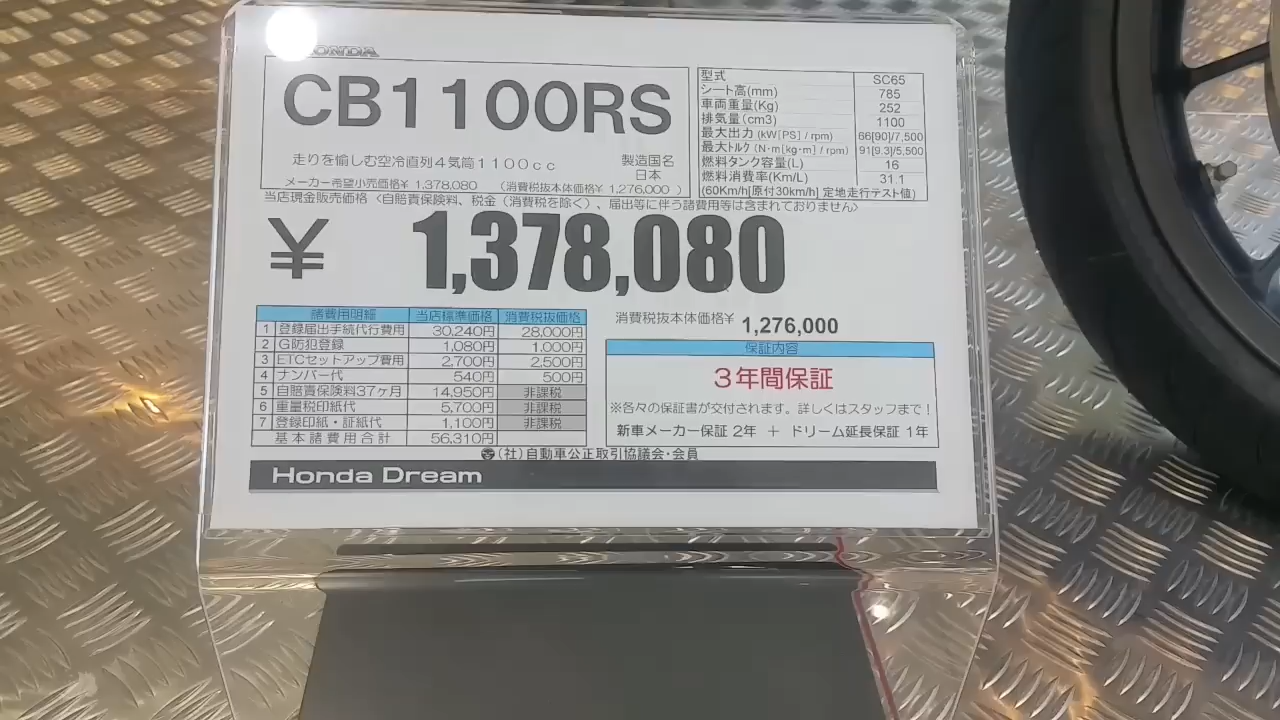 HONDA
CB1100RS
走りを愉しむ空冷直列4気筒1100cc
製造国名
日本
メーカー希望小売価格¥ 1,378,080 (消費税抜本体価格¥ 1,276,000 )
型式 SC65
シート高(mm) 785
車両重量(Kg) 252
排気量(cm3) 1100
最大出力 (kW[PS] / rpm) 66[90]/7,500
最大トルク (N・m[kg・m] / rpm) 91[9.3]/5,500
燃料タンク容量(L) 16
燃料消費率(Km/L) 31.1
(60Km/h[原付30km/h] 定地走行テスト値)
当店現金販売価格〈自賠責保険料、税金(消費税を除く)、届出等に伴う諸費用等は含まれておりません〉
¥ 1,378,080
消費税抜本体価格¥ 1,276,000
諸費用明細 当店標準価格 消費税抜価格
1 登録届出手続代行費用 30,240円 28,000円
2 G防犯登録 1,080円 1,000円
3 ETCセットアップ費用 2,700円 2,500円
4 ナンバー代 540円 500円
5 自賠責保険料37ヶ月 14,950円 非課税
6 重量税印紙代 5,700円 非課税
7 登録印紙・証紙代 1,100円 非課税
基本諸費用合計 56,310円
保証内容
3年間保証
※各々の保証書が交付されます。詳しくはスタッフまで!
新車メーカー保証 2年 + ドリーム延長保証 1年
(社)自動車公正取引協議会・会員
Honda Dream